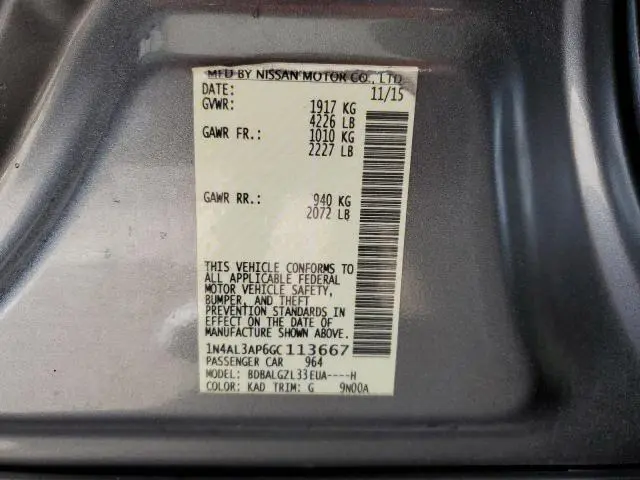 MFD BY NISSAN MOTOR CO., LTD.
DATE: 11/15
GVWR: 1917 KG
4226 LB
GAWR FR.: 1010 KG
2227 LB
GAWR RR.: 940 KG
2072 LB
THIS VEHICLE CONFORMS TO
ALL APPLICABLE FEDERAL
MOTOR VEHICLE SAFETY,
BUMPER, AND THEFT
PREVENTION STANDARDS IN
EFFECT ON THE DATE OF
MANUFACTURE SHOWN ABOVE.
1N4AL3AP6GC113667
PASSENGER CAR 964
MODEL: BDBALGZL33EUA----H
COLOR: KAD TRIM: G 9N00A